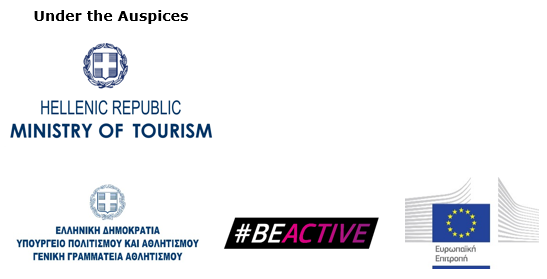 Under the Auspices
HELLENIC REPUBLIC
MINISTRY OF TOURISM
ΕΛΛΗΝΙΚΗ ΔΗΜΟΚΡΑΤΙΑ
ΥΠΟΥΡΓΕΙΟ ΠΟΛΙΤΙΣΜΟΥ ΚΑΙ ΑΘΛΗΤΙΣΜΟΥ
ΓΕΝΙΚΗ ΓΡΑΜΜΑΤΕΙΑ ΑΘΛΗΤΙΣΜΟΥ
#BEACTIVE
Ευρωπαϊκή
Επιτροπή